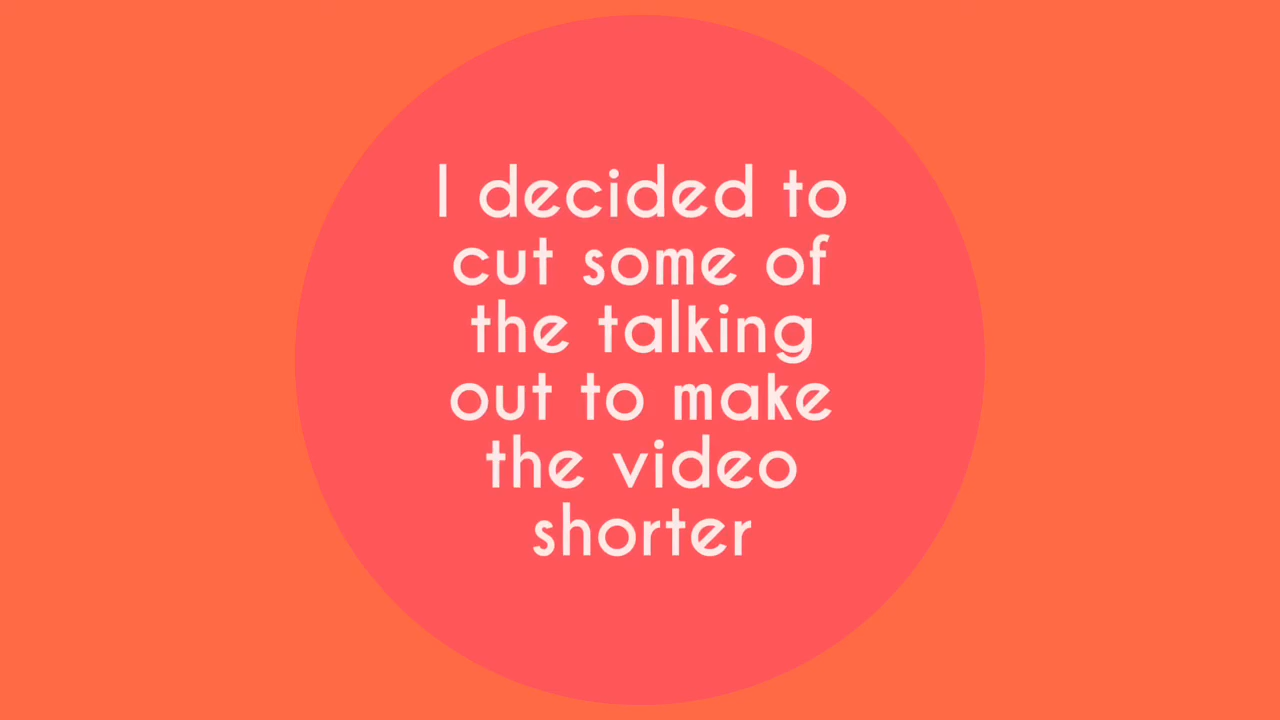 I decided to
cut some of
the talking
out to make
the video
shorter